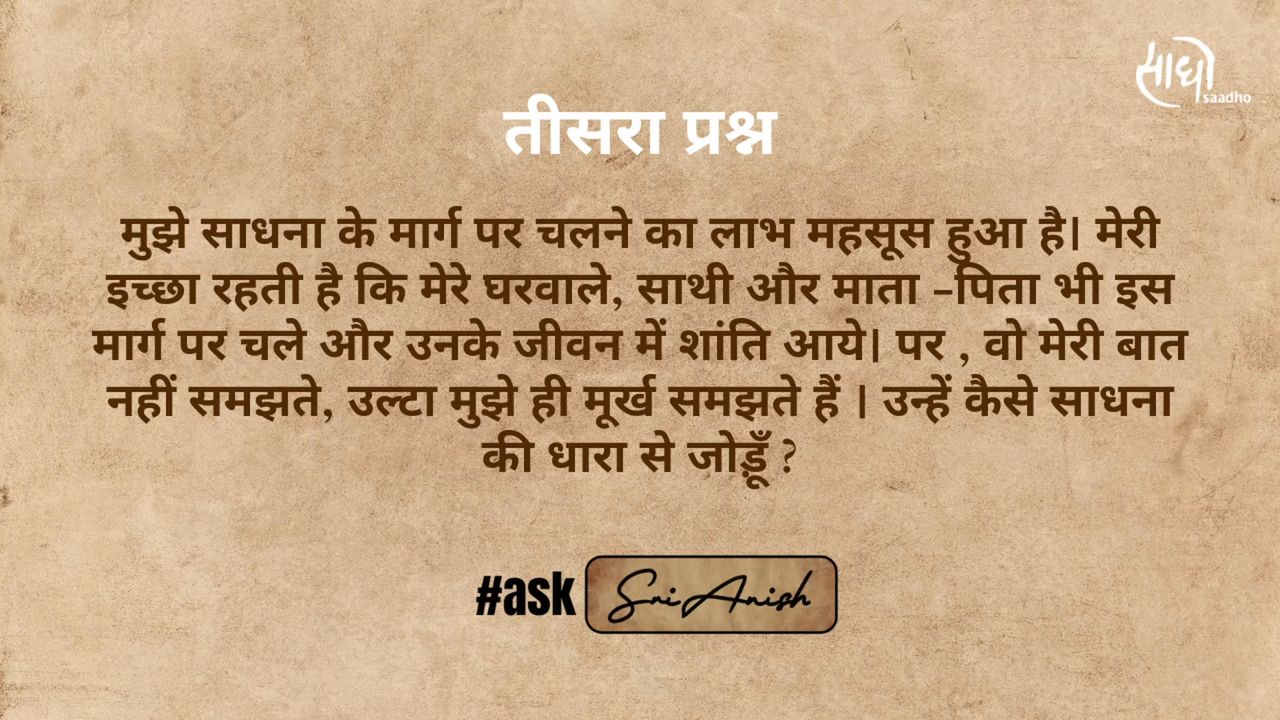 साधो
saadho
तीसरा प्रश्न
मुझे साधना के मार्ग पर चलने का लाभ महसूस हुआ है। मेरी
इच्छा रहती है कि मेरे घरवाले, साथी और माता –पिता भी इस
मार्ग पर चले और उनके जीवन में शांति आये। पर , वो मेरी बात
नहीं समझते, उल्टा मुझे ही मूर्ख समझते हैं । उन्हें कैसे साधना
की धारा से जोड़ूँ ?
#ask Sri Anish